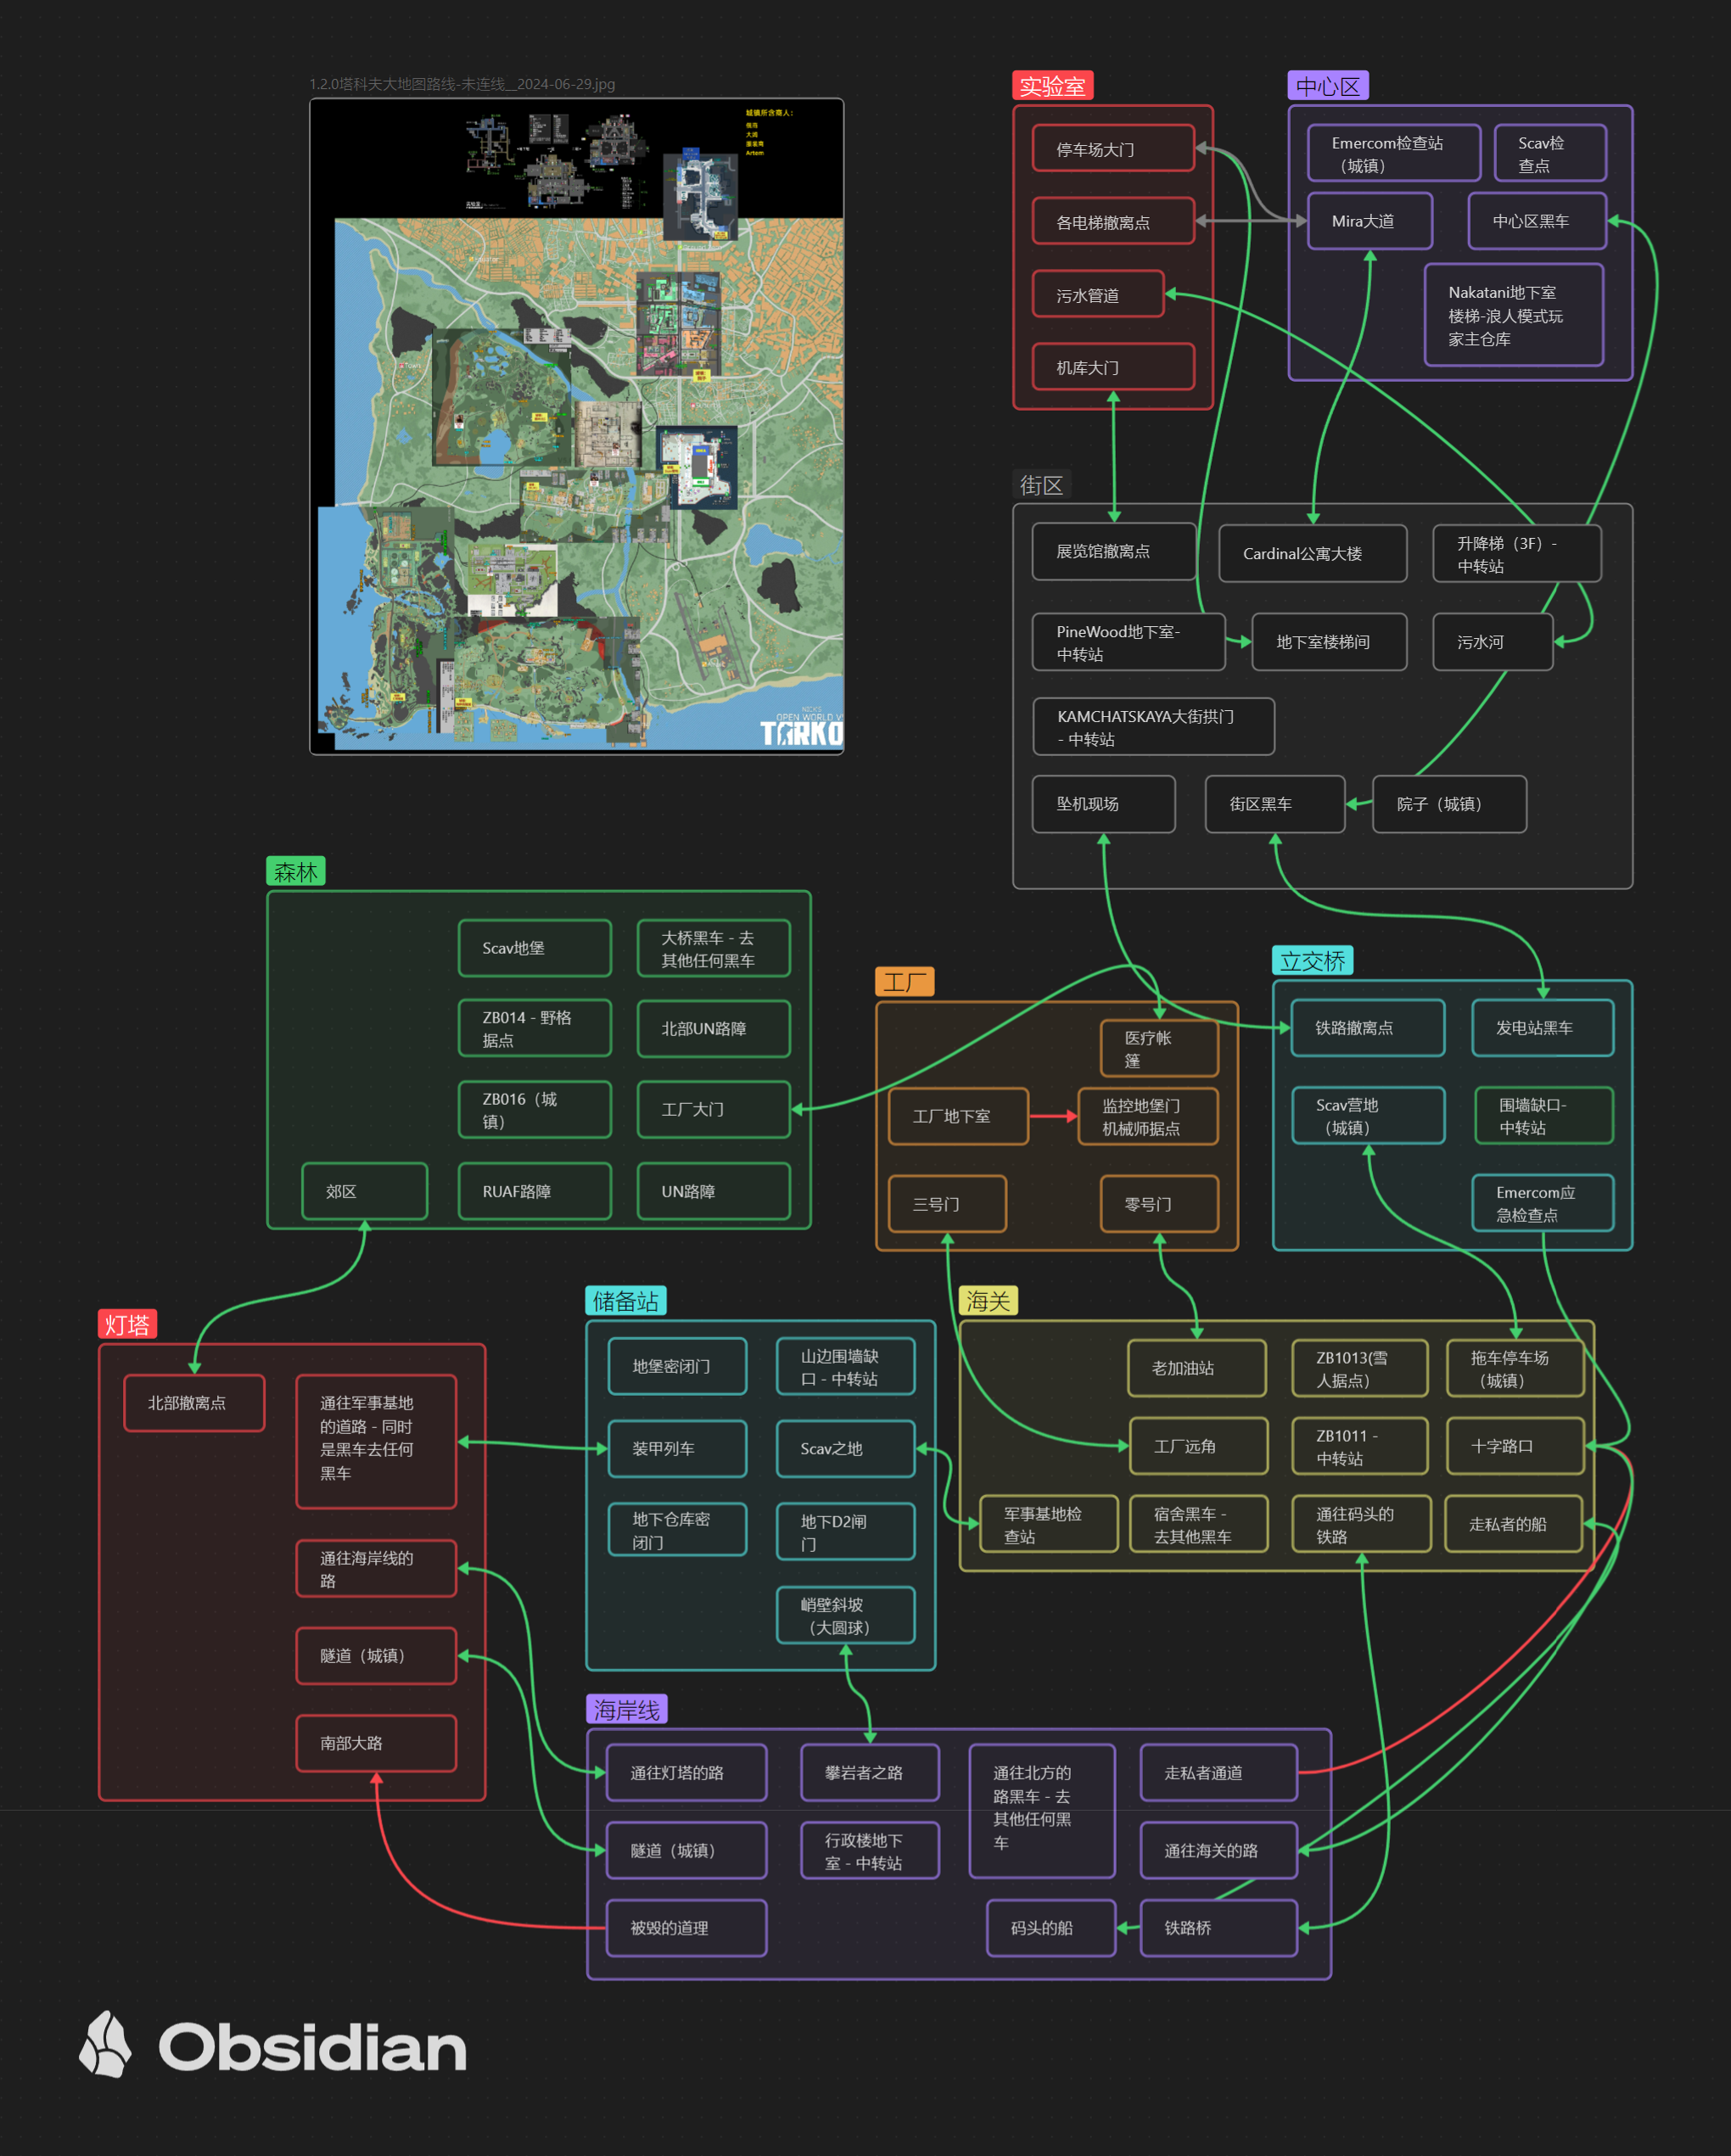 1.2.0塔科夫大地图路线-未连线__2024-06-29.jpg
城镇所含商人：
NICK'S
OPEN WORLD V
TARKO
实验室
停车场大门
各电梯撤离点
污水管道
机库大门
中心区
Emercom检查站
（城镇）
Scav检
查点
Mira大道
中心区黑车
Nakatani地下室
楼梯-浪人模式玩
家主仓库
街区
展览馆撤离点
Cardinal公寓大楼
升降梯（3F）-
中转站
PineWood地下室-
中转站
地下室楼梯间
污水河
KAMCHATSKAYA大街拱门
- 中转站
坠机现场
街区黑车
院子（城镇）
森林
Scav地堡
大桥黑车 - 去
其他任何黑车
ZB014 - 野格
据点
北部UN路障
ZB016（城
镇）
工厂大门
郊区
RUAF路障
UN路障
工厂
医疗帐
篷
工厂地下室
监控地堡门
机械师据点
三号门
零号门
立交桥
铁路撤离点
发电站黑车
Scav营地
（城镇）
围墙缺口-
中转站
Emercom应
急检查点
灯塔
北部撤离点
通往军事基地
的道路 - 同时
是黑车去任何
黑车
通往海岸线的
路
隧道（城镇）
南部大路
储备站
地堡密闭门
山边围墙缺
口 - 中转站
装甲列车
Scav之地
地下仓库密
闭门
地下D2闸
门
峭壁斜坡
（大圆球）
海关
老加油站
ZB1013(雪
人据点）
拖车停车场
（城镇）
工厂远角
ZB1011 -
中转站
十字路口
军事基地检
查站
宿舍黑车 -
去其他黑车
通往码头的
铁路
走私者的船
海岸线
通往灯塔的路
攀岩者之路
通往北方的
路黑车 - 去
其他任何黑
车
走私者通道
隧道（城镇）
行政楼地下
室 - 中转站
通往海关的路
被毁的道理
码头的船
铁路桥
Obsidian